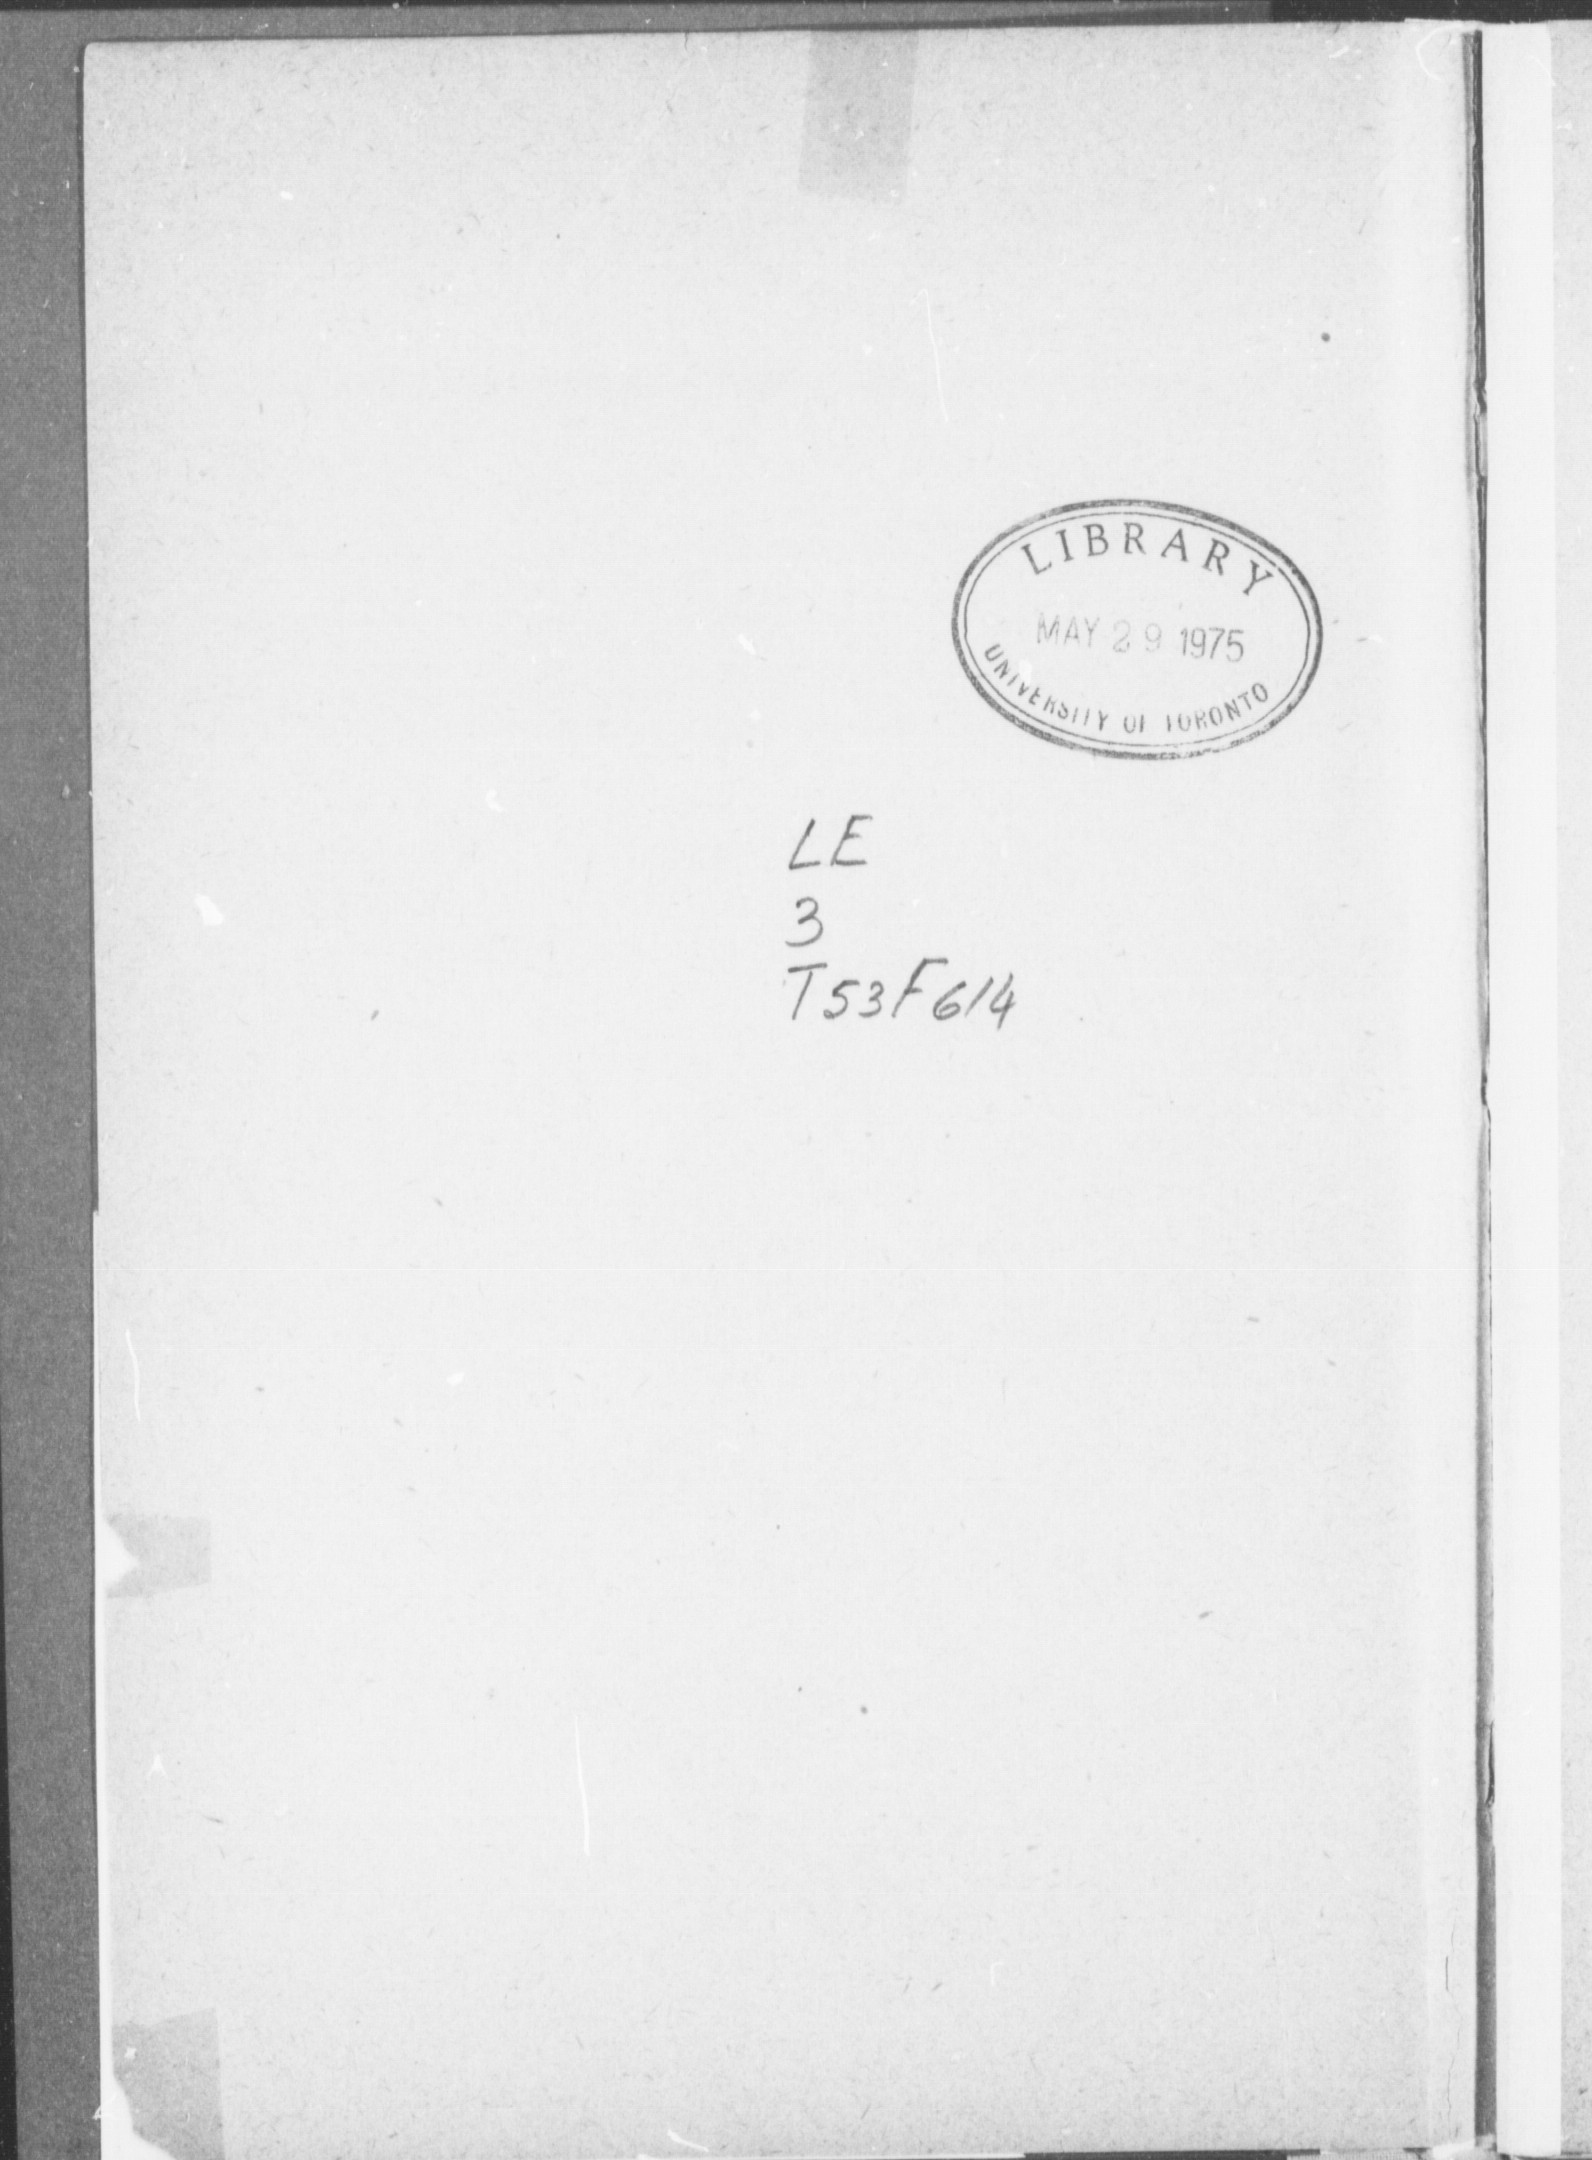 LIBRARY
MAY 29 1975
UNIVERSITY OF TORONTO
LE
3
T53F614